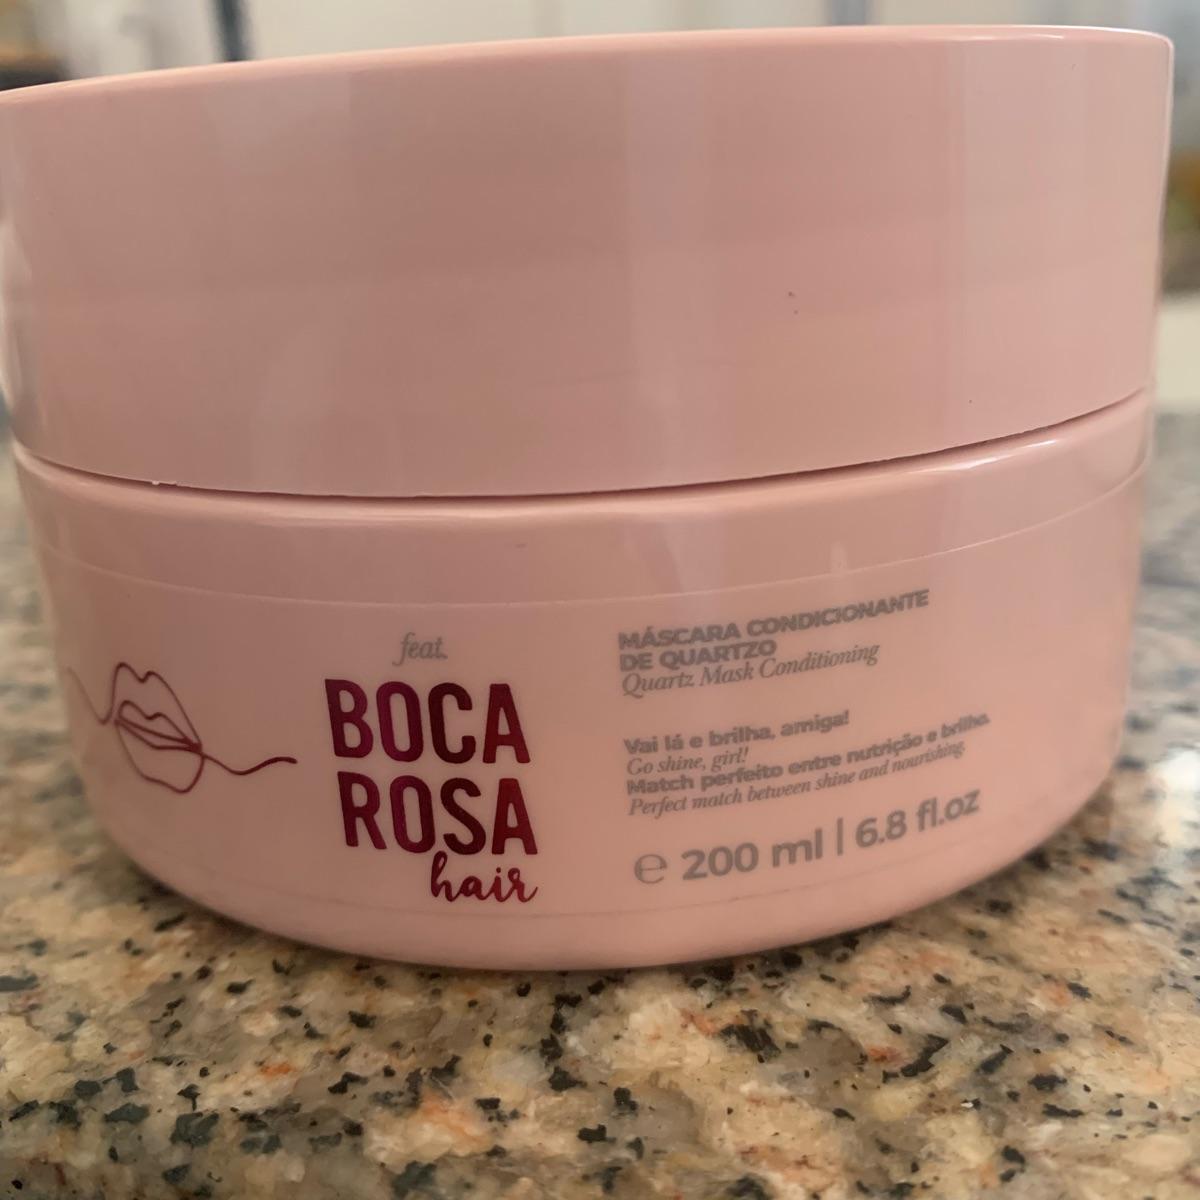 feat.
BOCA
ROSA
hair
MÁSCARA CONDICIONANTE
DE QUARTZO
Quartz Mask Conditioning
Vai lá e brilha, amiga!
Go shine, girl!
Match perfeito entre nutrição e brilho.
Perfect match between shine and nourishing.
℮ 200 ml | 6.8 fl.oz